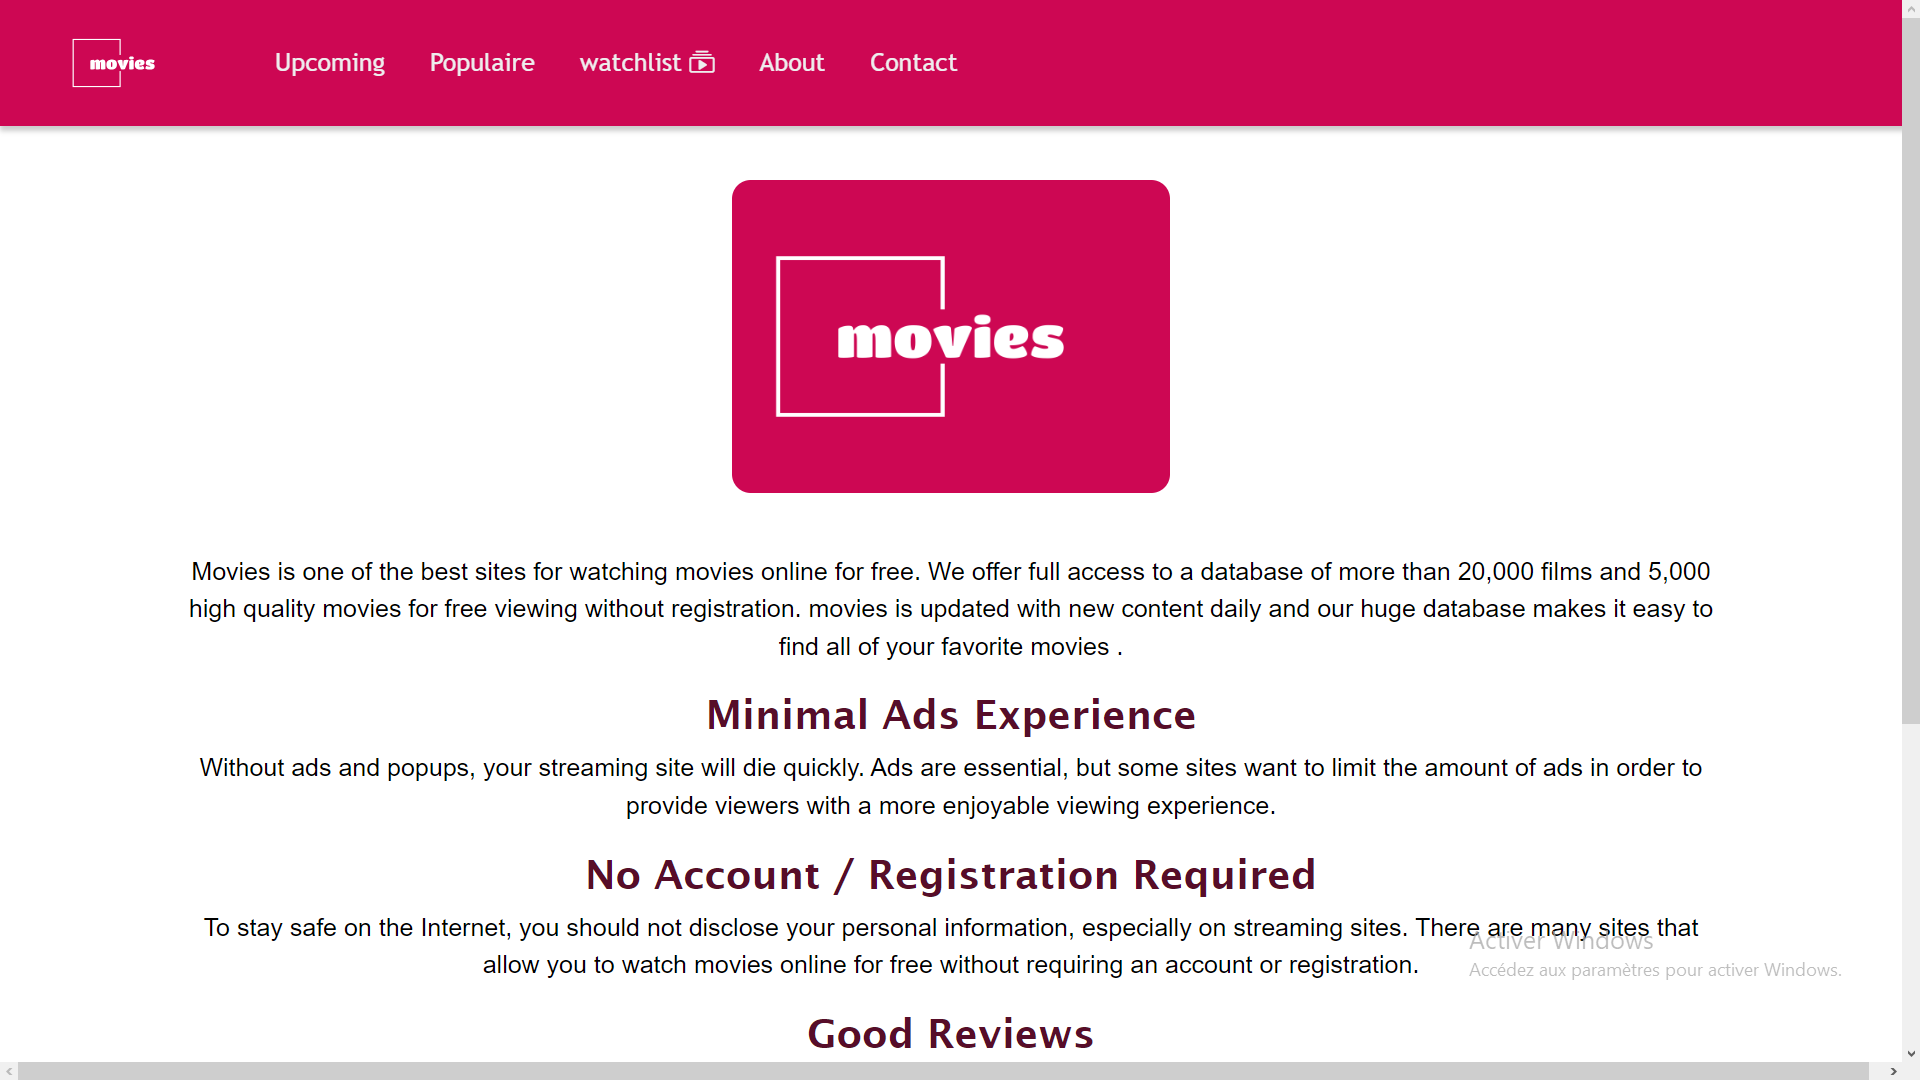 movies
Upcoming
Populaire
watchlist
About
Contact
movies
Movies is one of the best sites for watching movies online for free. We offer full access to a database of more than 20,000 films and 5,000
high quality movies for free viewing without registration. movies is updated with new content daily and our huge database makes it easy to
find all of your favorite movies .
Minimal Ads Experience
Without ads and popups, your streaming site will die quickly. Ads are essential, but some sites want to limit the amount of ads in order to
provide viewers with a more enjoyable viewing experience.
No Account / Registration Required
To stay safe on the Internet, you should not disclose your personal information, especially on streaming sites. There are many sites that
allow you to watch movies online for free without requiring an account or registration.
Activer Windows
Accédez aux paramètres pour activer Windows.
Good Reviews